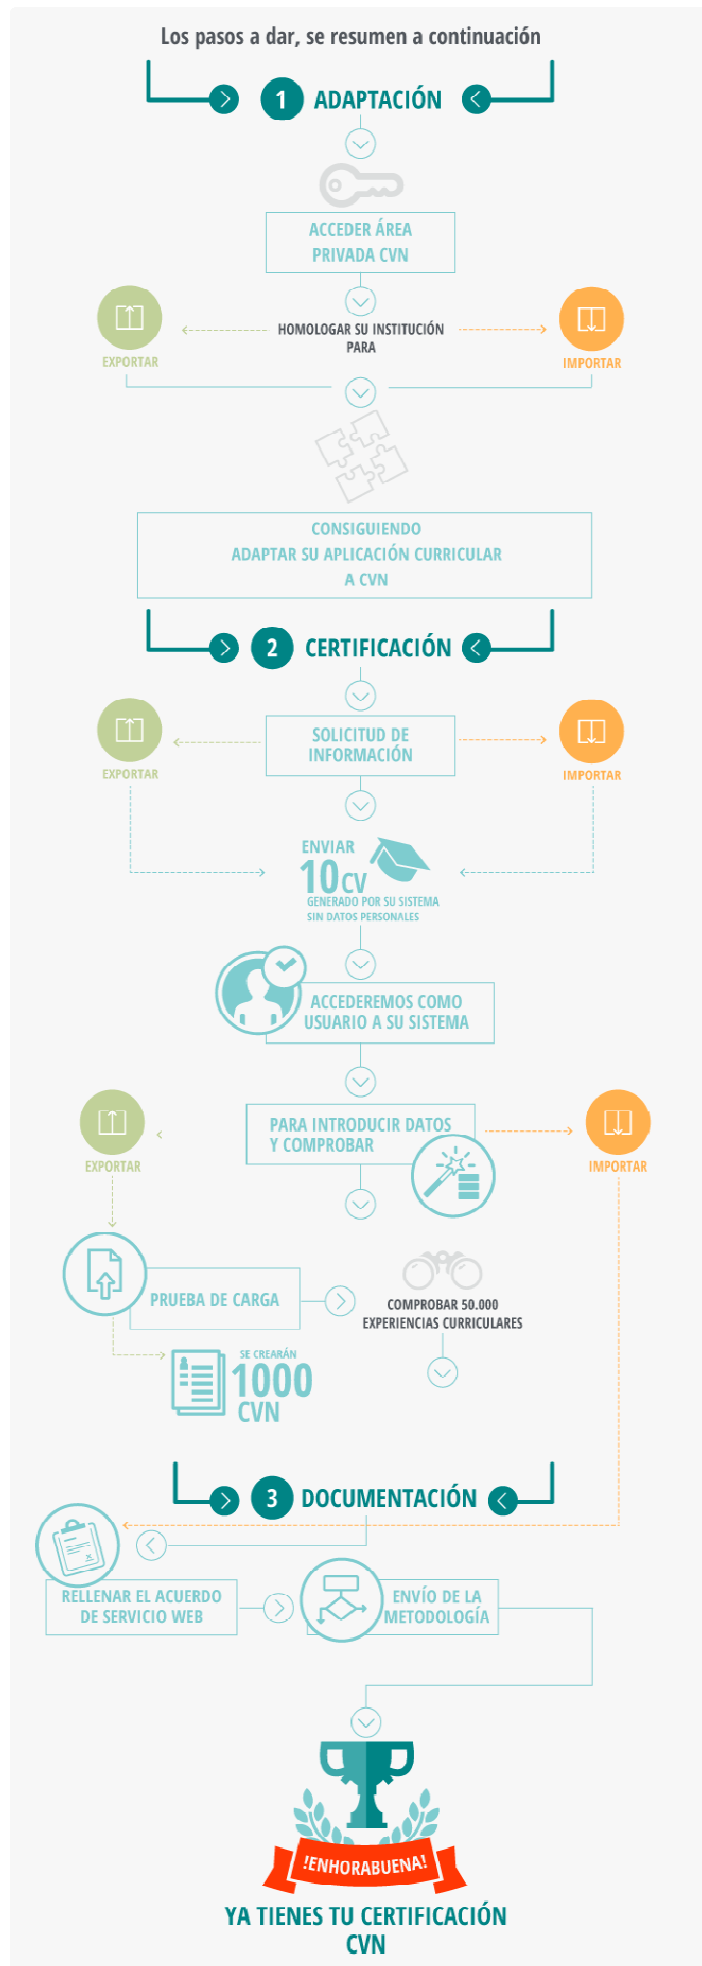 Los pasos a dar, se resumen a continuación
1 ADAPTACIÓN
ACCEDER ÁREA
PRIVADA CVN
HOMOLOGAR SU INSTITUCIÓN
PARA
EXPORTAR
IMPORTAR
CONSIGUIENDO
ADAPTAR SU APLICACIÓN CURRICULAR
A CVN
2 CERTIFICACIÓN
SOLICITUD DE
INFORMACIÓN
EXPORTAR
IMPORTAR
ENVIAR
10 CV
GENERADO POR SU SISTEMA
SIN DATOS PERSONALES
ACCEDEREMOS COMO
USUARIO A SU SISTEMA
PARA INTRODUCIR DATOS
Y COMPROBAR
EXPORTAR
IMPORTAR
PRUEBA DE CARGA
COMPROBAR 50.000
EXPERIENCIAS CURRICULARES
SE CREARÁN
1000
CVN
3 DOCUMENTACIÓN
RELLENAR EL ACUERDO
DE SERVICIO WEB
ENVÍO DE LA
METODOLOGÍA
!ENHORABUENA!
YA TIENES TU CERTIFICACIÓN
CVN